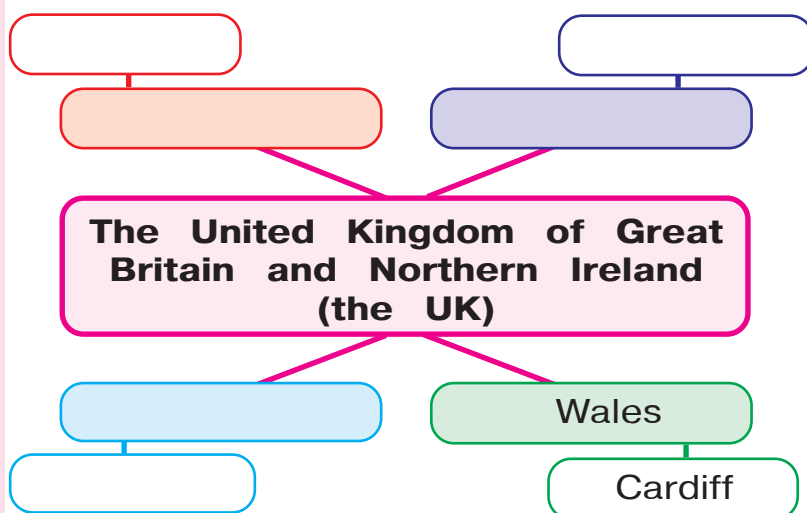 The United Kingdom of Great
Britain and Northern Ireland
(the UK)
Wales
Cardiff